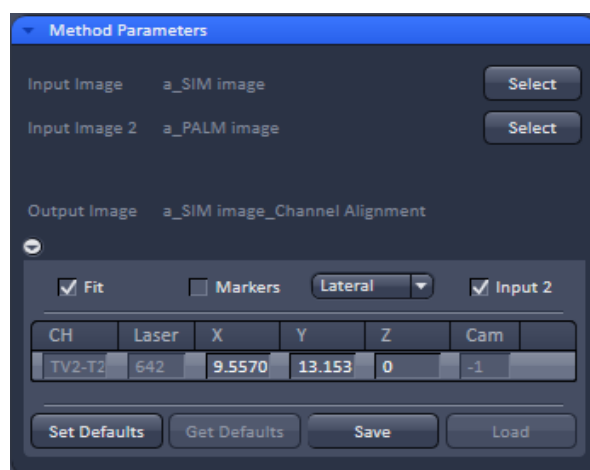 Method Parameters
Input Image a_SIM image Select
Input Image 2 a_PALM image Select
Output Image a_SIM image_Channel Alignment
Fit Markers Lateral Input 2
CH Laser X Y Z Cam
TV2-T2 642 9.5570 13.153 0 -1
Set Defaults Get Defaults Save Load